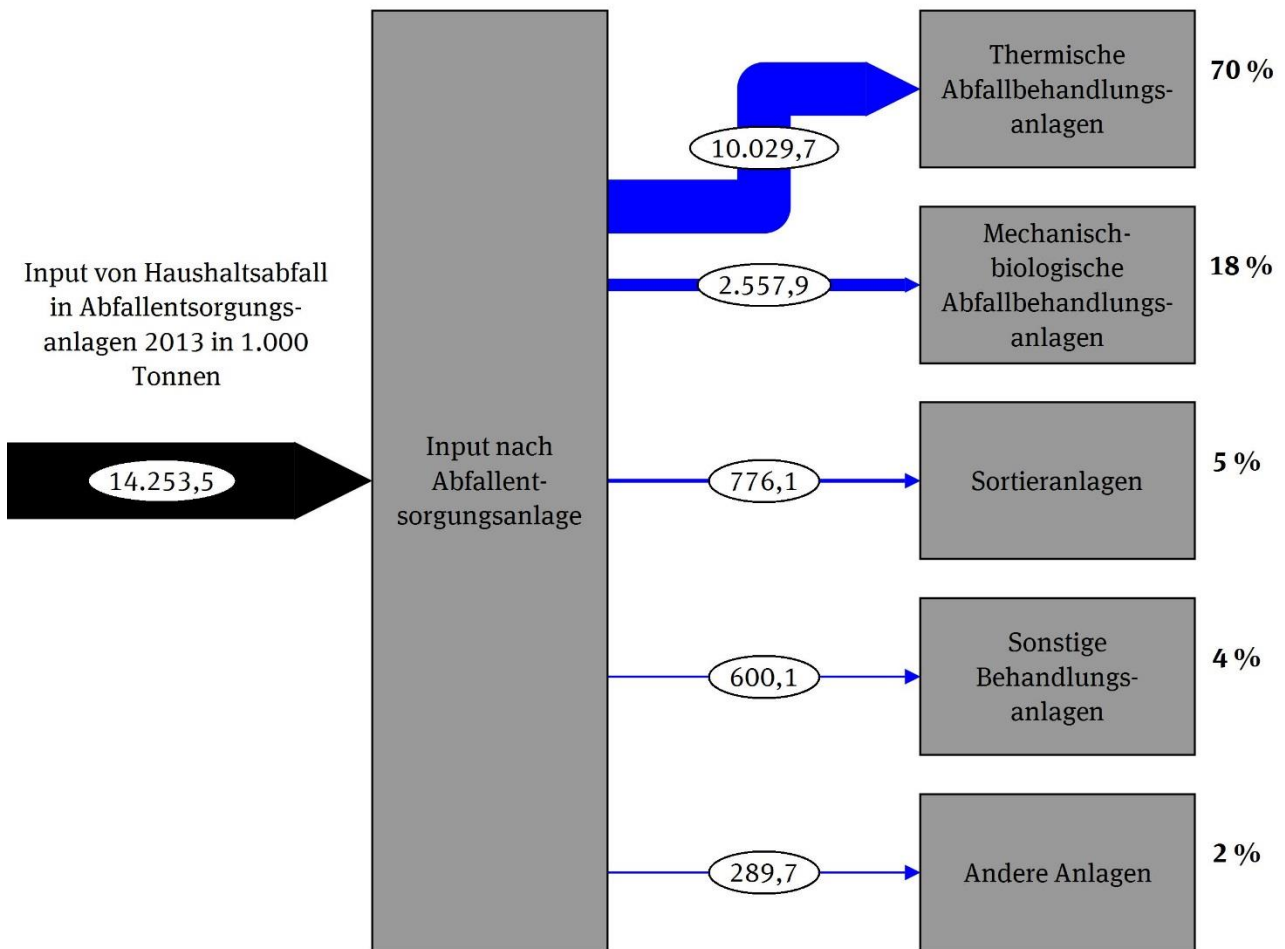 Input von Haushaltsabfall
in Abfallentsorgungs-
anlagen 2013 in 1.000
Tonnen
14.253,5
Input nach
Abfallent-
sorgungsanlage
10.029,7
Thermische
Abfallbehandlungs-
anlagen
70 %
2.557,9
Mechanisch-
biologische
Abfallbehandlungs-
anlagen
18 %
776,1
Sortieranlagen
5 %
600,1
Sonstige
Behandlungs-
anlagen
4 %
289,7
Andere Anlagen
2 %